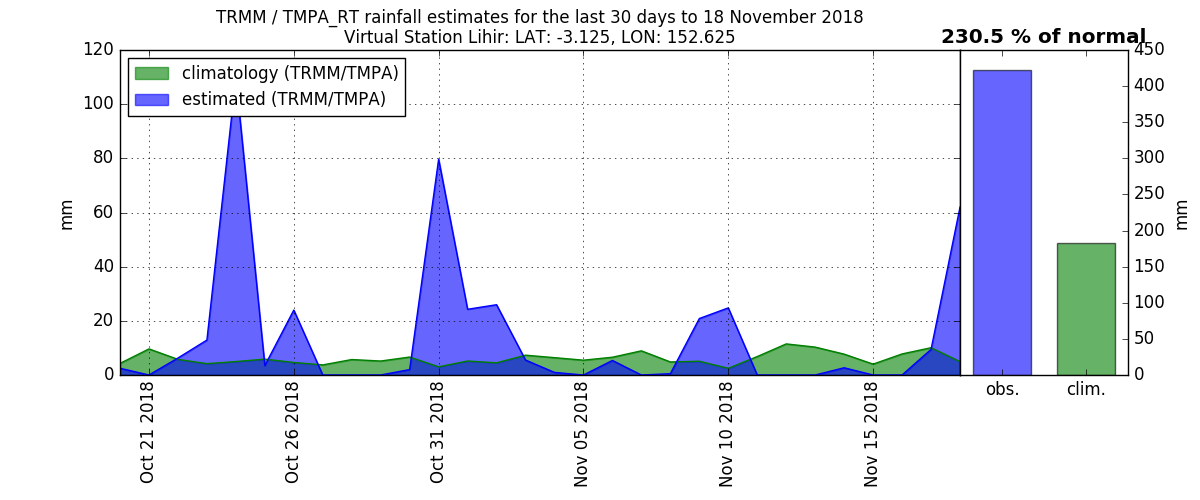 TRMM / TMPA_RT rainfall estimates for the last 30 days to 18 November 2018
Virtual Station Lihir: LAT: -3.125, LON: 152.625
230.5 % of normal
climatology (TRMM/TMPA)
estimated (TRMM/TMPA)
mm
120
100
80
60
40
20
0
Oct 21 2018
Oct 26 2018
Oct 31 2018
Nov 05 2018
Nov 10 2018
Nov 15 2018
obs.
clim.
450
400
350
300
250
200
150
100
50
0
mm